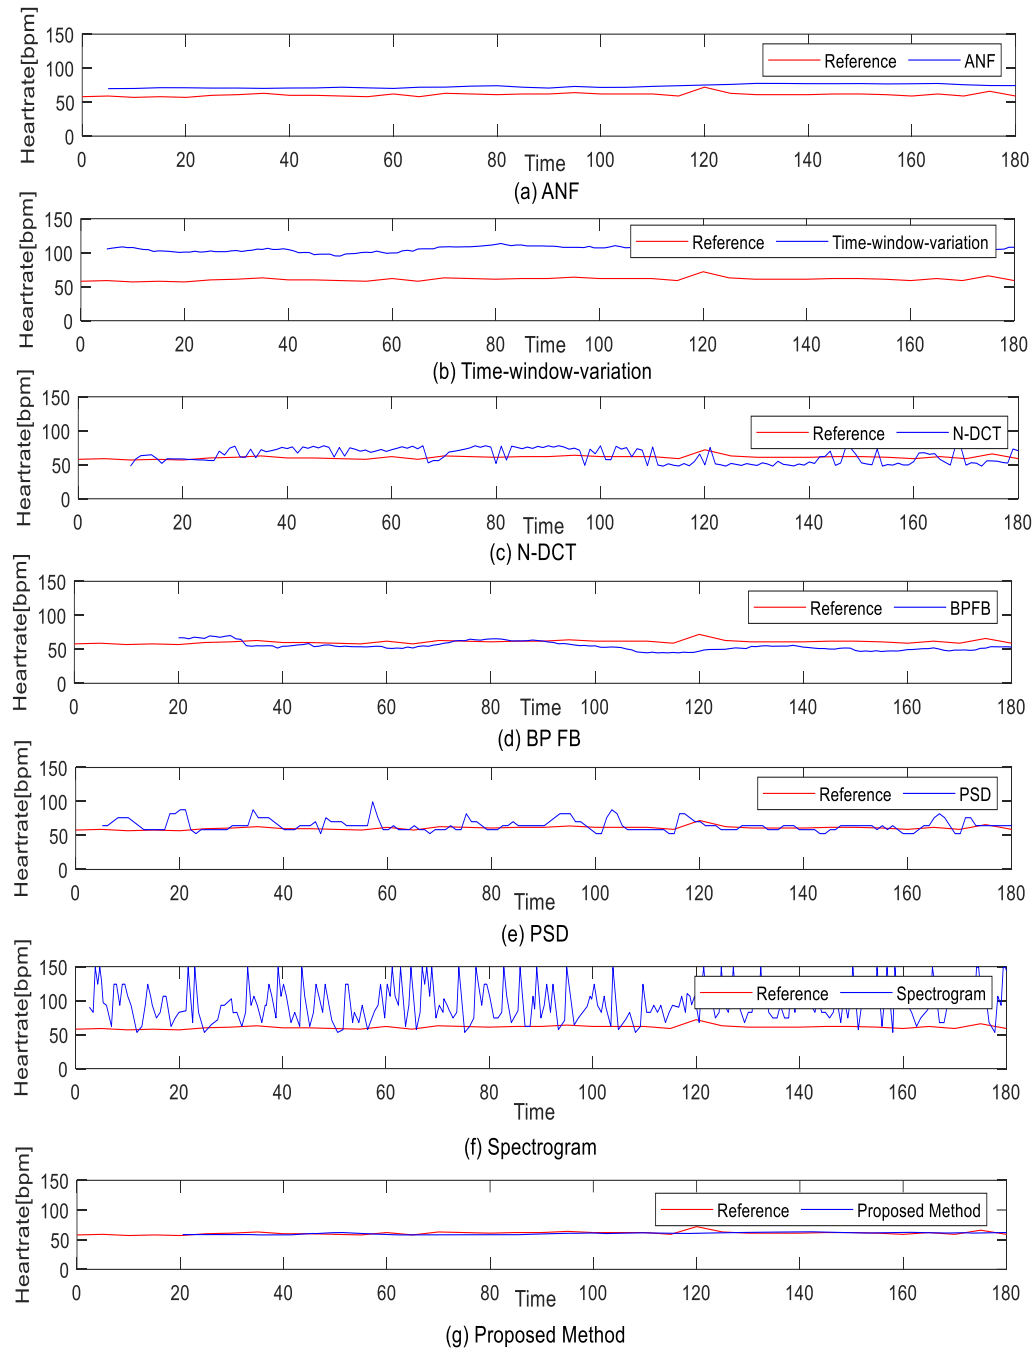 Heartrate[bpm]
150
100
50
0
Reference ANF
0 20 40 60 80 100 120 140 160 180
Time
(a) ANF
Heartrate[bpm]
150
100
50
0
Reference Time-window-variation
0 20 40 60 80 100 120 140 160 180
Time
(b) Time-window-variation
Heartrate[bpm]
150
100
50
0
Reference N-DCT
0 20 40 60 80 100 120 140 160 180
Time
(c) N-DCT
Heartrate[bpm]
150
100
50
0
Reference BPFB
0 20 40 60 80 100 120 140 160 180
Time
(d) BP FB
Heartrate[bpm]
150
100
50
0
Reference PSD
0 20 40 60 80 100 120 140 160 180
Time
(e) PSD
Heartrate[bpm]
150
100
50
0
Reference Spectrogram
0 20 40 60 80 100 120 140 160 180
Time
(f) Spectrogram
Heartrate[bpm]
150
100
50
0
Reference Proposed Method
0 20 40 60 80 100 120 140 160 180
Time
(g) Proposed Method